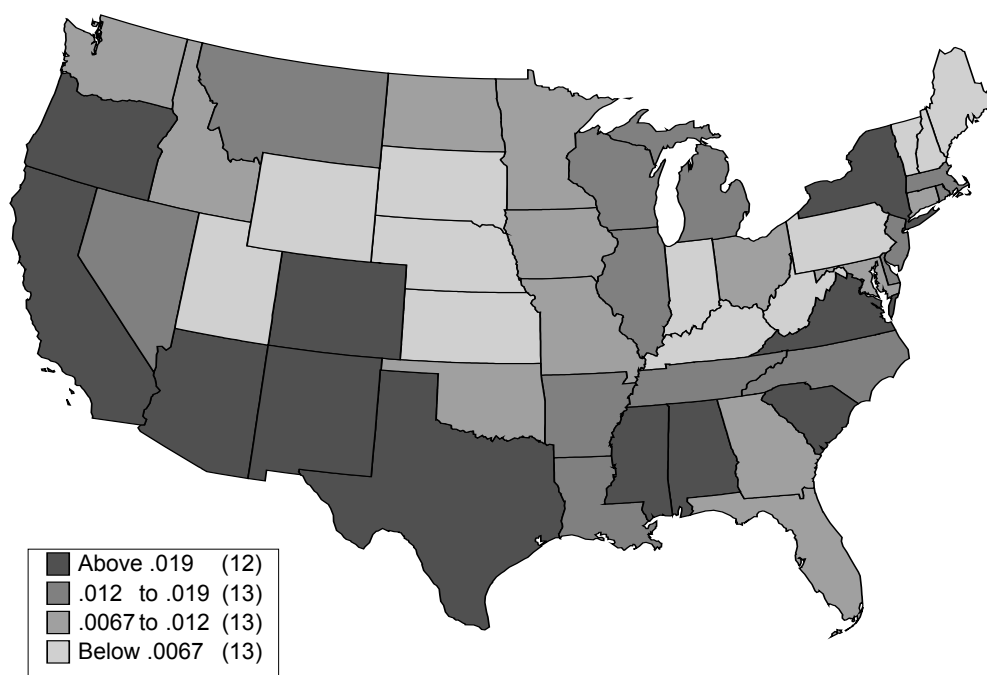 Above .019 (12)
.012 to .019 (13)
.0067 to .012 (13)
Below .0067 (13)